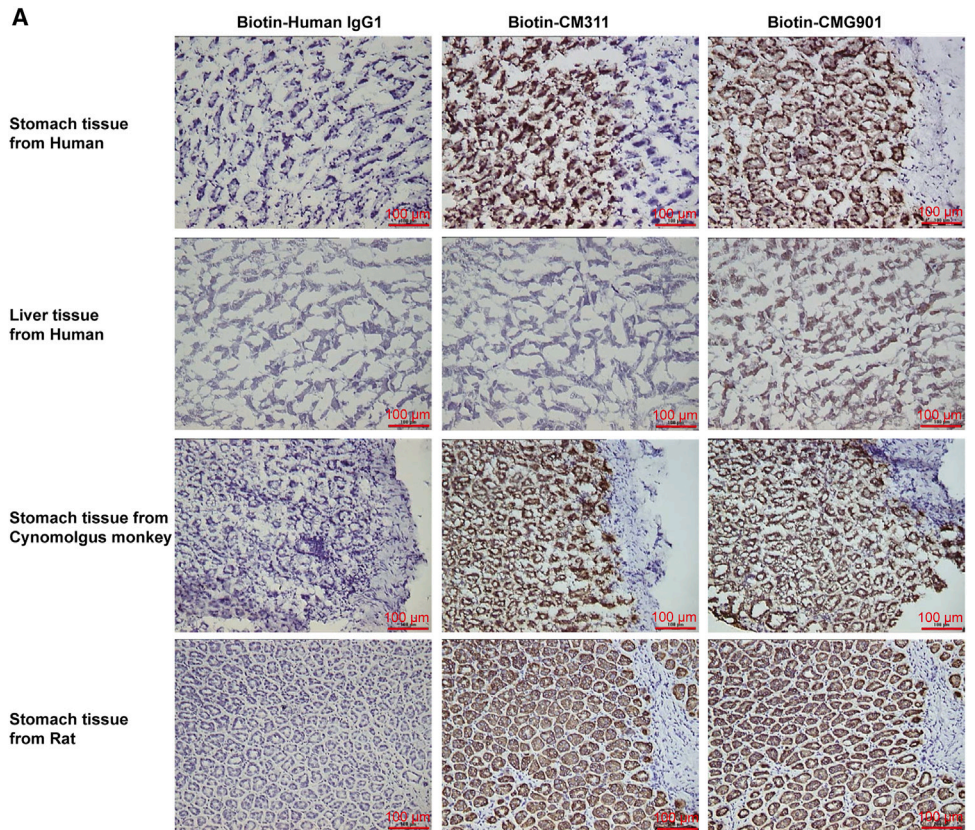 A
Biotin-Human IgG1
Biotin-CM311
Biotin-CMG901
Stomach tissue
from Human
100 µm
100 µm
100 µm
Liver tissue
from Human
100 µm
100 µm
100 µm
Stomach tissue from
Cynomolgus monkey
100 µm
100 µm
100 µm
Stomach tissue
from Rat
100 µm
100 µm
100 µm